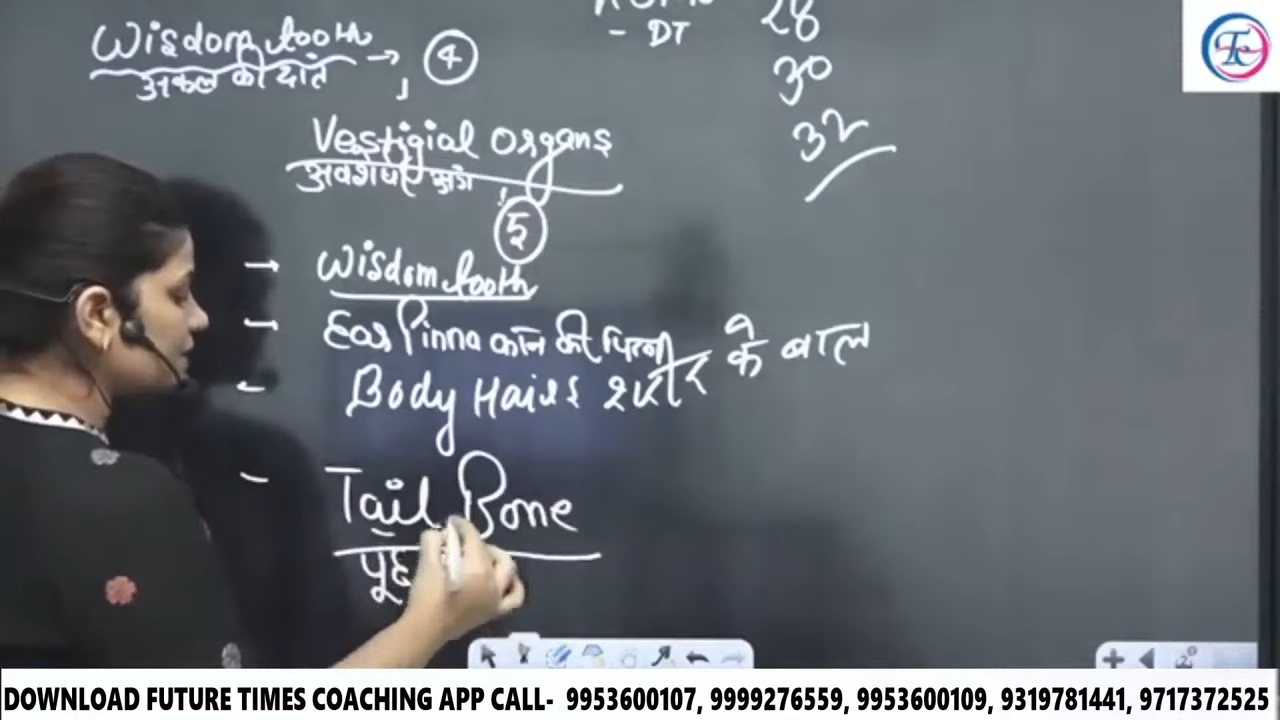 - DT
28
30
32
Wisdom tooth → 4
अकल की दांत
Vestigial Organs
अवशेषी अंग
5
→ Wisdom tooth
- Ear Pinna कान की पिन्ना
- Body Hairs शरीर के बाल
- Tail Bone
पूछ
DOWNLOAD FUTURE TIMES COACHING APP CALL- 9953600107, 9999276559, 9953600109, 9319781441, 9717372525